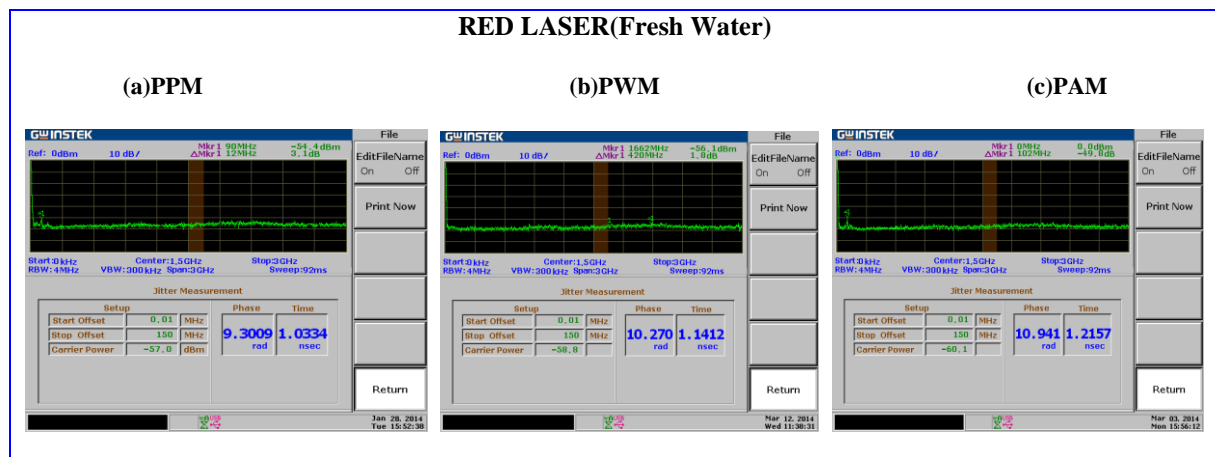 RED LASER(Fresh Water)
(a)PPM
(b)PWM
(c)PAM
GWINSTEK
File
Ref: 0dBm
10 dB/
Mkr1 90MHz
-54.4dBm
ΔMkr1 12MHz
3.1dB
EditFileName
On Off
Print Now
Start:0kHz
Center:1.5GHz
Stop:3GHz
RBW:4MHz
VBW:300kHz
Span:3GHz
Sweep:92ms
Jitter Measurement
Setup
Phase
Time
Start Offset 0.01 MHz
Stop Offset 150 MHz
Carrier Power -57.0 dBm
9.3009
rad
1.0334
nsec
Return
Jan 28, 2014
Tue 15:52:38
GWINSTEK
File
Ref: 0dBm
10 dB/
Mkr1 1662MHz
-56.1dBm
ΔMkr1 420MHz
1.0dB
EditFileName
On Off
Print Now
Start:0kHz
Center:1.5GHz
Stop:3GHz
RBW:4MHz
VBW:300kHz
Span:3GHz
Sweep:92ms
Jitter Measurement
Setup
Phase
Time
Start Offset 0.01 MHz
Stop Offset 150 MHz
Carrier Power -58.8
10.270
rad
1.1412
nsec
Return
Mar 12, 2014
Wed 11:38:31
GWINSTEK
File
Ref: 0dBm
10 dB/
Mkr1 0MHz
0.0dBm
ΔMkr1 102MHz
-49.8dB
EditFileName
On Off
Print Now
Start:0kHz
Center:1.5GHz
Stop:3GHz
RBW:4MHz
VBW:300kHz
Span:3GHz
Sweep:92ms
Jitter Measurement
Setup
Phase
Time
Start Offset 0.01 MHz
Stop Offset 150 MHz
Carrier Power -60.1
10.941
rad
1.2157
nsec
Return
Mar 03, 2014
Mon 15:56:12